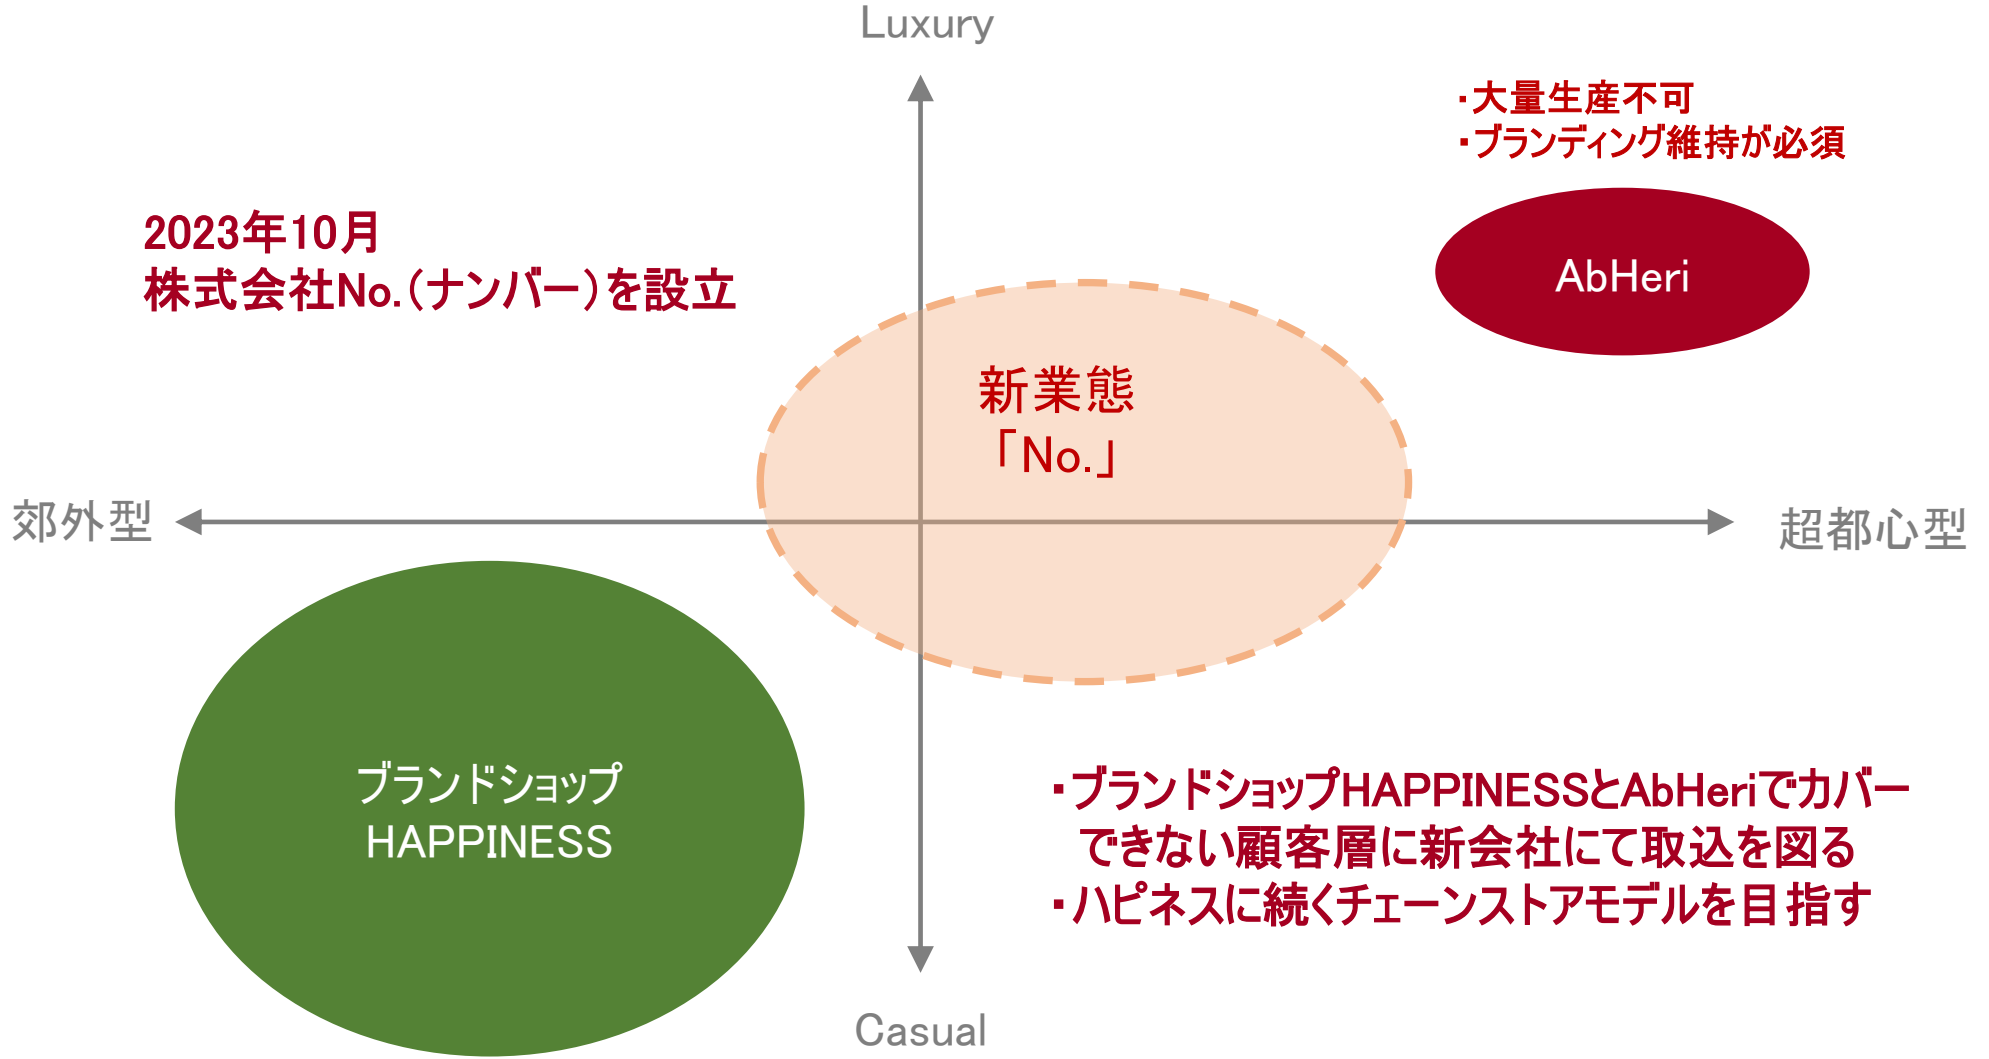 Luxury
・大量生産不可
・ブランディング維持が必須
2023年10月
株式会社No.(ナンバー)を設立
AbHeri
新業態
「No.」
郊外型
超都心型
ブランドショップ
HAPPINESS
・ブランドショップHAPPINESSとAbHeriでカバー
できない顧客層に新会社にて取込を図る
・ハピネスに続くチェーンストアモデルを目指す
Casual